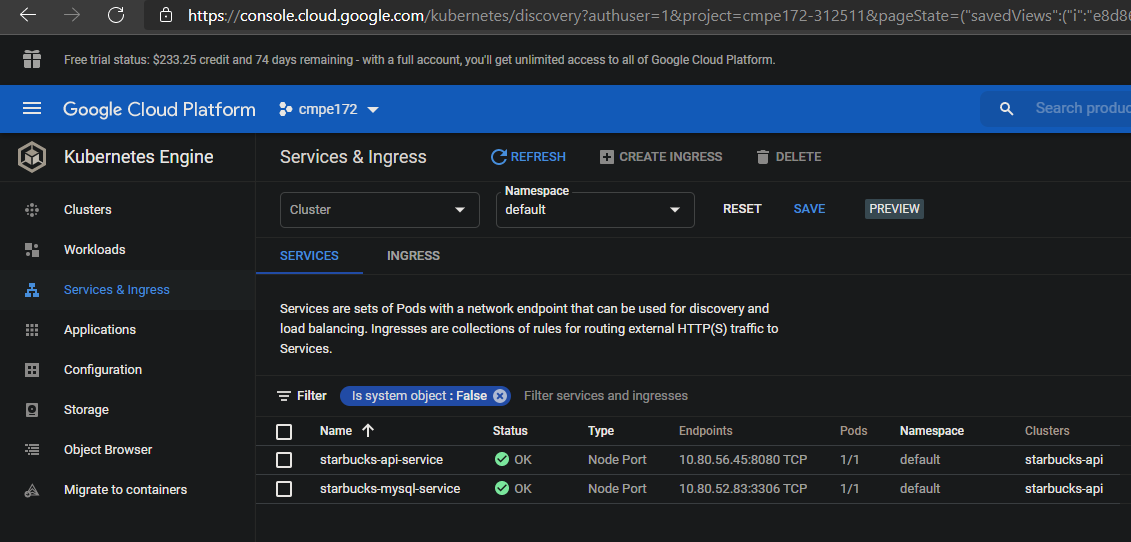 https://console.cloud.google.com/kubernetes/discovery?authuser=1&project=cmpe172-312511&pageState=("savedViews":("i":"e8d86
Free trial status: $233.25 credit and 74 days remaining - with a full account, you'll get unlimited access to all of Google Cloud Platform.
Google Cloud Platform cmpe172 Search produc
Kubernetes Engine Services & Ingress REFRESH CREATE INGRESS DELETE
Clusters
Workloads
Services & Ingress
Applications
Configuration
Storage
Object Browser
Migrate to containers
Namespace
Cluster default RESET SAVE PREVIEW
SERVICES INGRESS
Services are sets of Pods with a network endpoint that can be used for discovery and
load balancing. Ingresses are collections of rules for routing external HTTP(S) traffic to
Services.
Filter Is system object : False Filter services and ingresses
Name Status Type Endpoints Pods Namespace Clusters
starbucks-api-service OK Node Port 10.80.56.45:8080 TCP 1/1 default starbucks-api
starbucks-mysql-service OK Node Port 10.80.52.83:3306 TCP 1/1 default starbucks-api